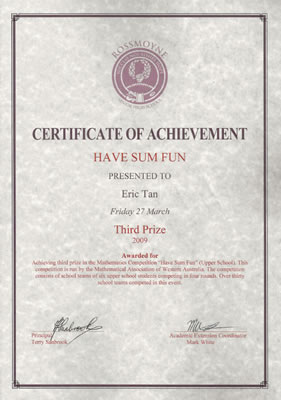 ROSSMOYNE
CERTIFICATE OF ACHIEVEMENT
HAVE SUM FUN
PRESENTED TO
Eric Tan
Friday 27 March
Third Prize
2009
Awarded for
Achieving third prize in the Mathematics Competition "Have Sum Fun" (Upper School). This
competition is run by the Mathematical Association of Western Australia. The competition
consists of school teams of six upper school students competing in four rounds. Over thirty
school teams competed in this event.
Principal
Terry
Academic Extension Coordinator
Mark White